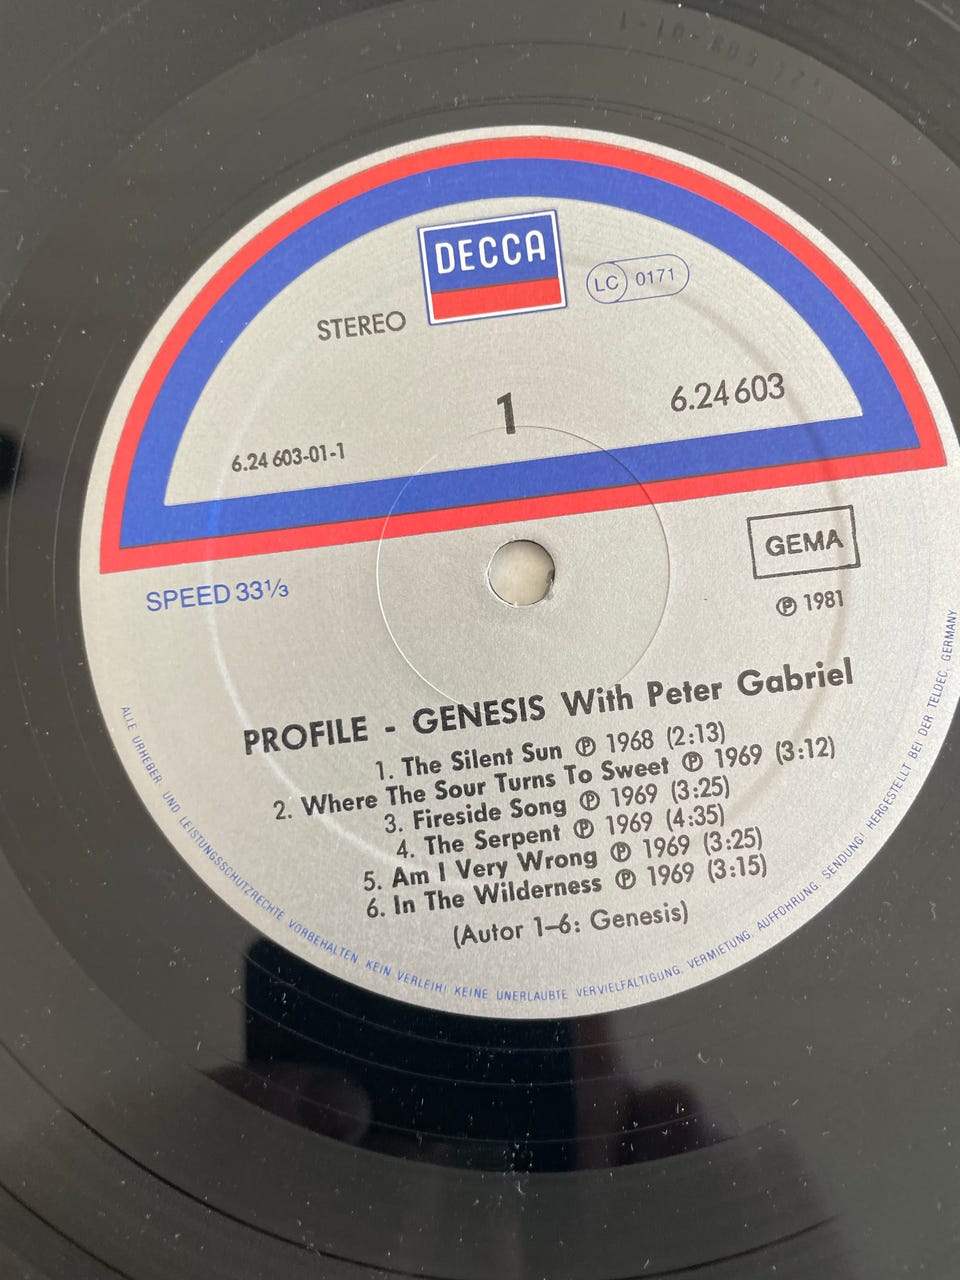 DECCA
LC 0171
STEREO
1
6.24 603
6.24 603-01-1
GEMA
SPEED 33⅓
℗ 1981
PROFILE - GENESIS With Peter Gabriel
1. The Silent Sun ℗ 1968 (2:13)
2. Where The Sour Turns To Sweet ℗ 1969 (3:12)
3. Fireside Song ℗ 1969 (3:25)
4. The Serpent ℗ 1969 (4:35)
5. Am I Very Wrong ℗ 1969 (3:25)
6. In The Wilderness ℗ 1969 (3:15)
(Autor 1–6: Genesis)
ALLE URHEBER- UND LEISTUNGSSCHUTZRECHTE VORBEHALTEN. KEIN VERLEIH! KEINE UNERLAUBTE VERVIELFÄLTIGUNG, VERMIETUNG, AUFFÜHRUNG, SENDUNG! HERGESTELLT BEI DER TELDEC, GERMANY